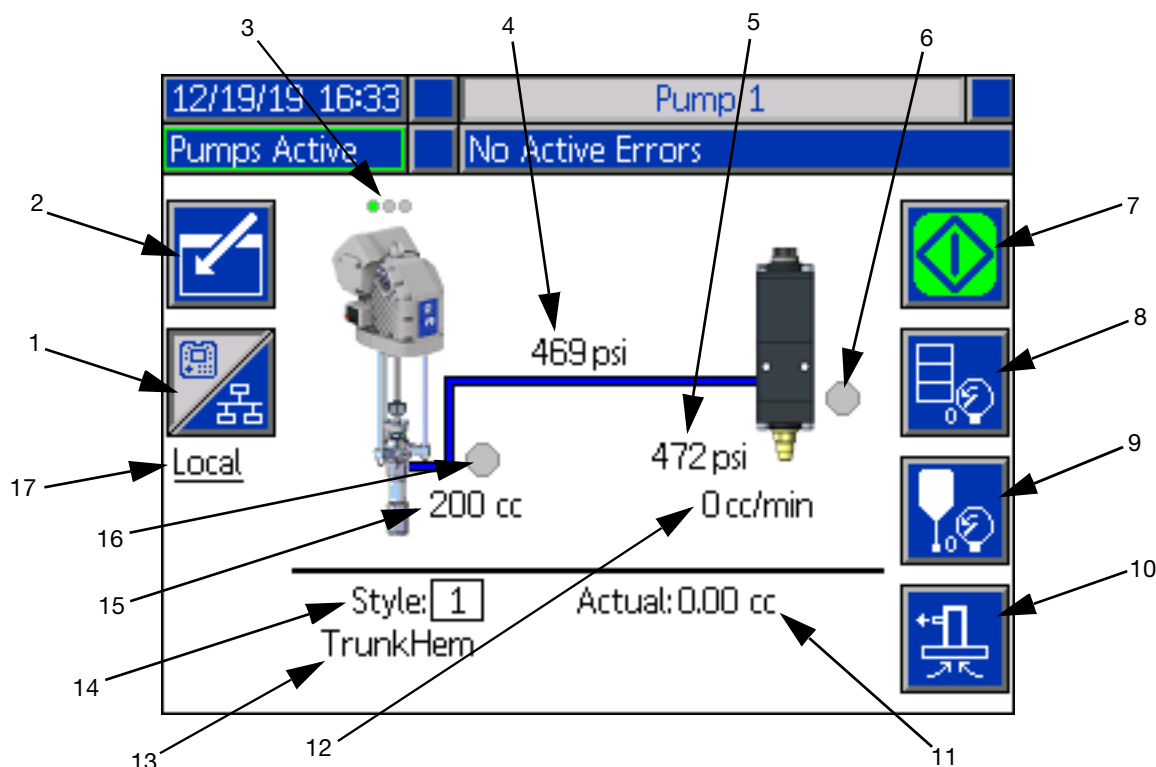 3
4
5
6
12/19/19 16:33
Pump 1
Pumps Active
No Active Errors
2
7
1
8
469 psi
Local
17
472 psi
9
200 cc
0 cc/min
16
0
0
15
Style: 1
Actual: 0.00 cc
10
TrunkHem
14
13
12
11